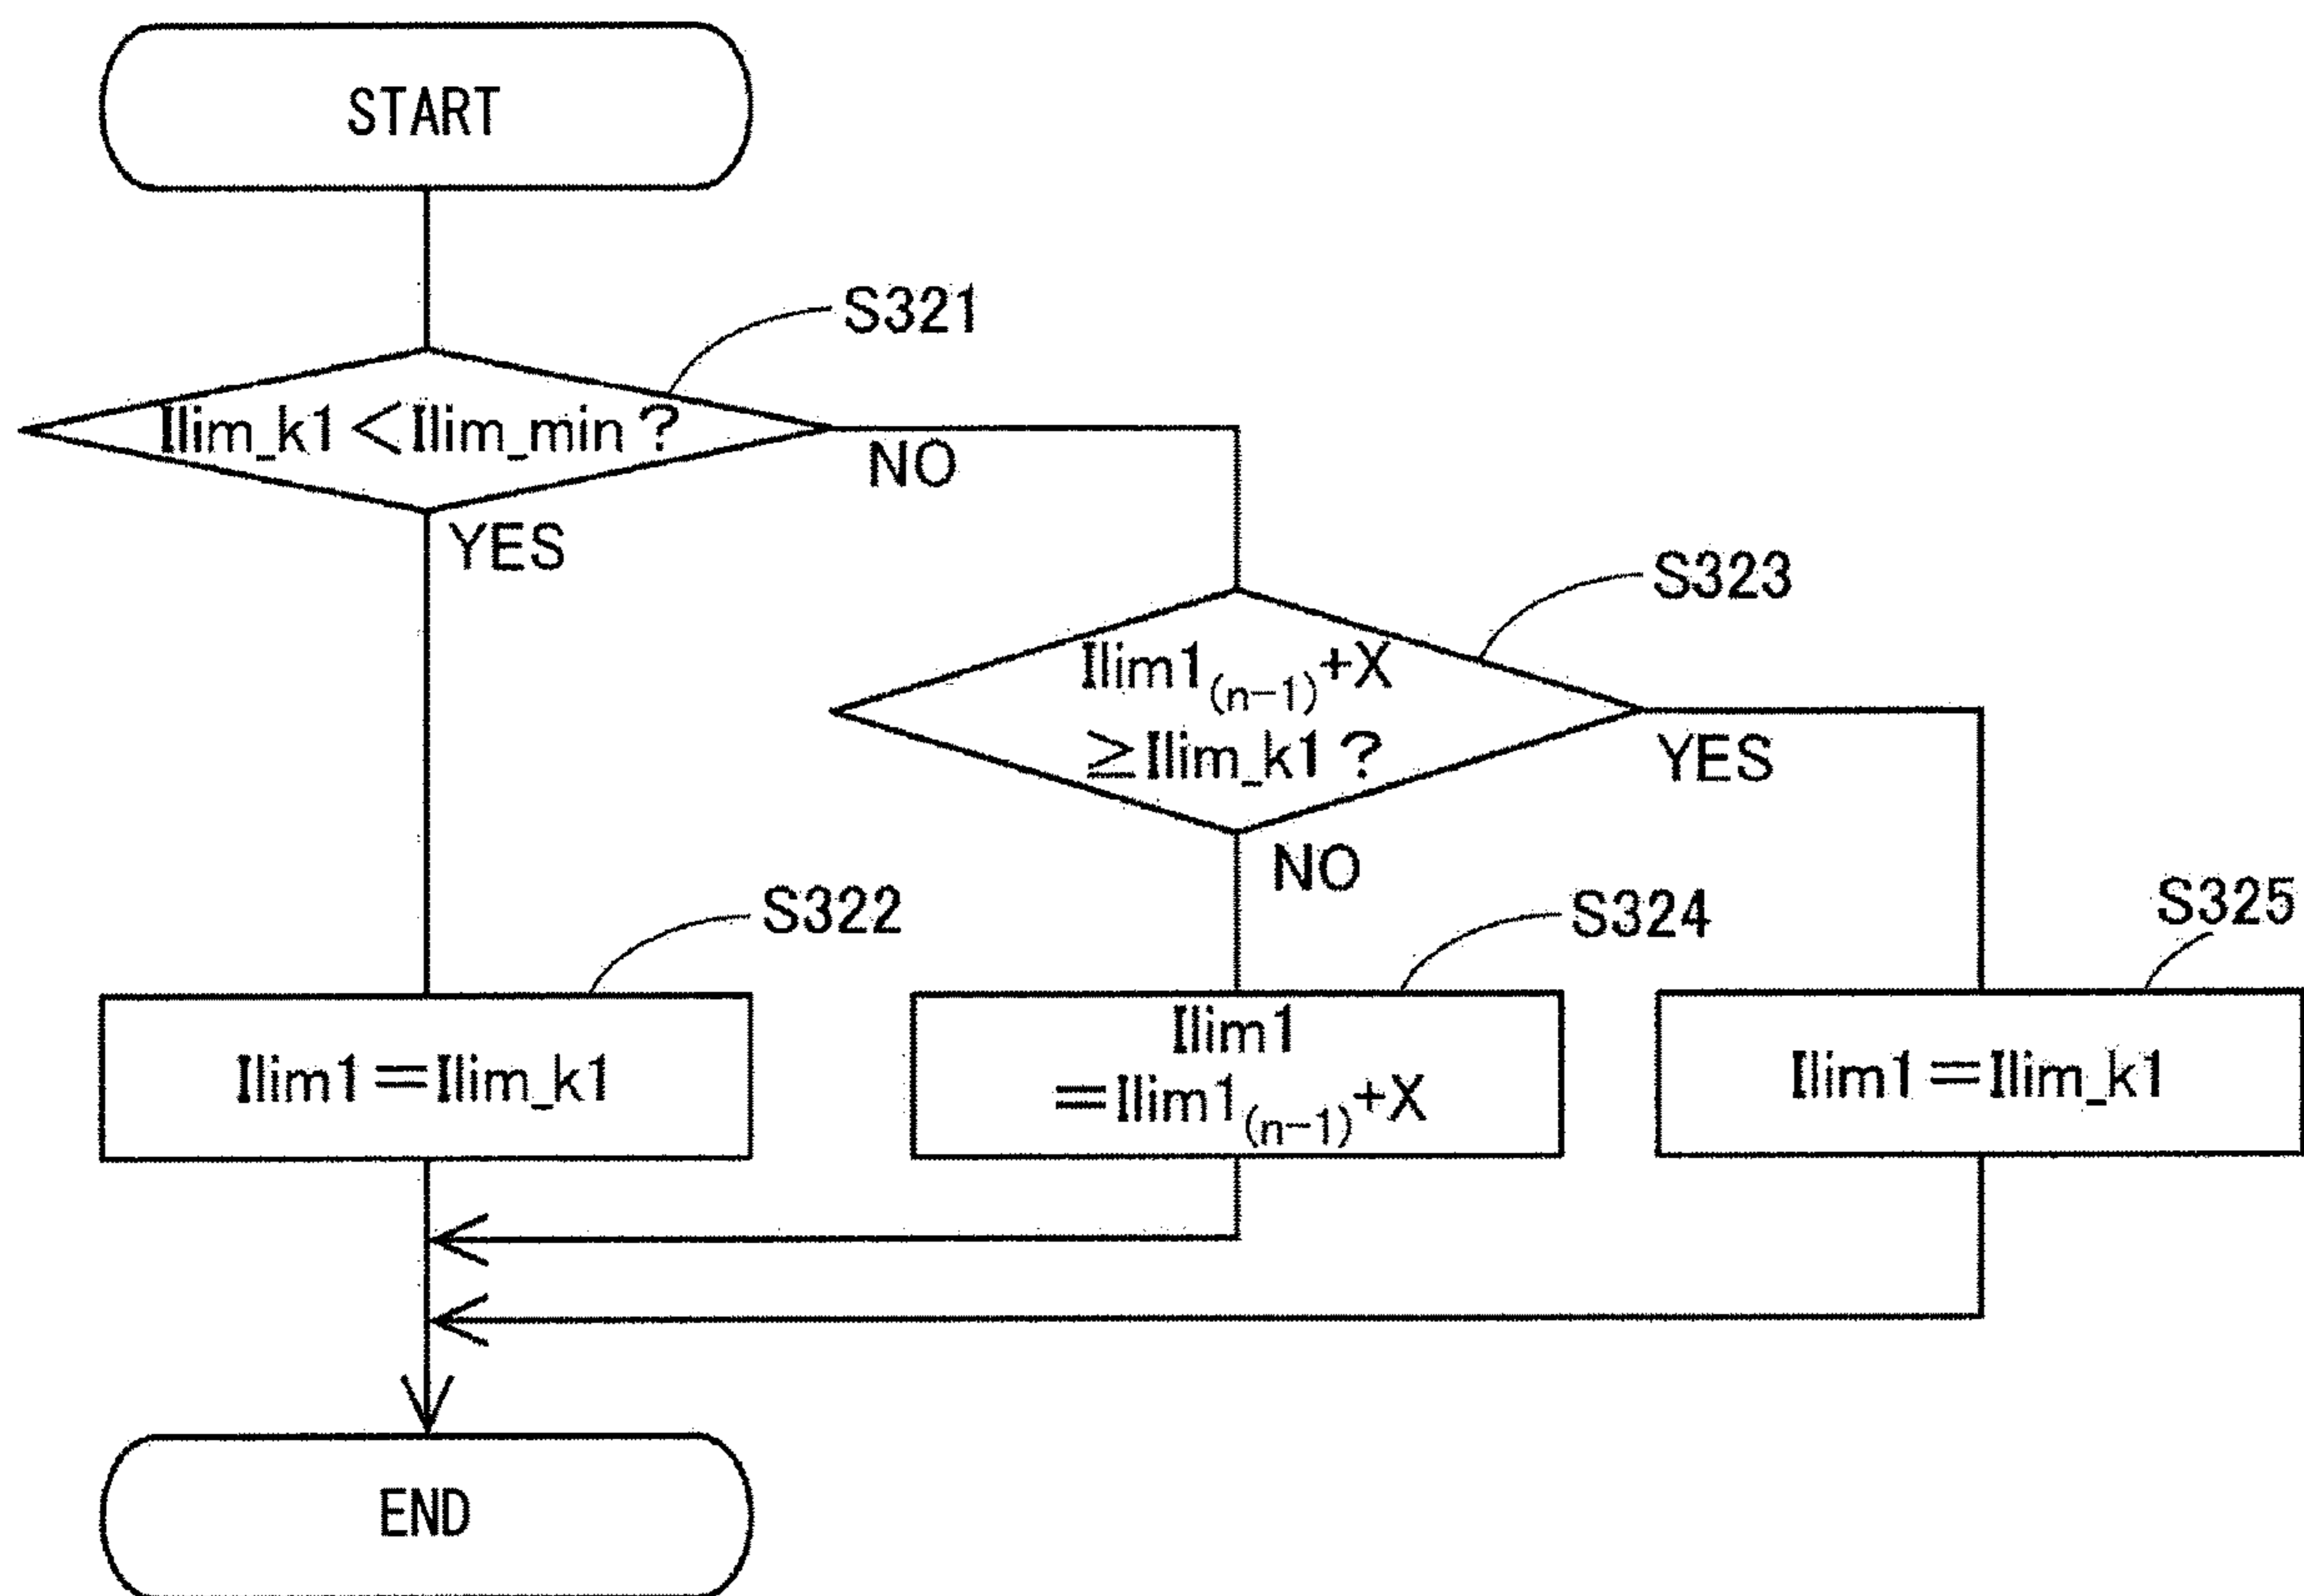 START
S321
Ilim_k1<Ilim_min?
NO
YES
S323
Ilim1(n-1)+X
≥Ilim_k1?
YES
NO
S322
S324
S325
Ilim1=Ilim_k1
Ilim1
=Ilim1(n-1)+X
Ilim1=Ilim_k1
END